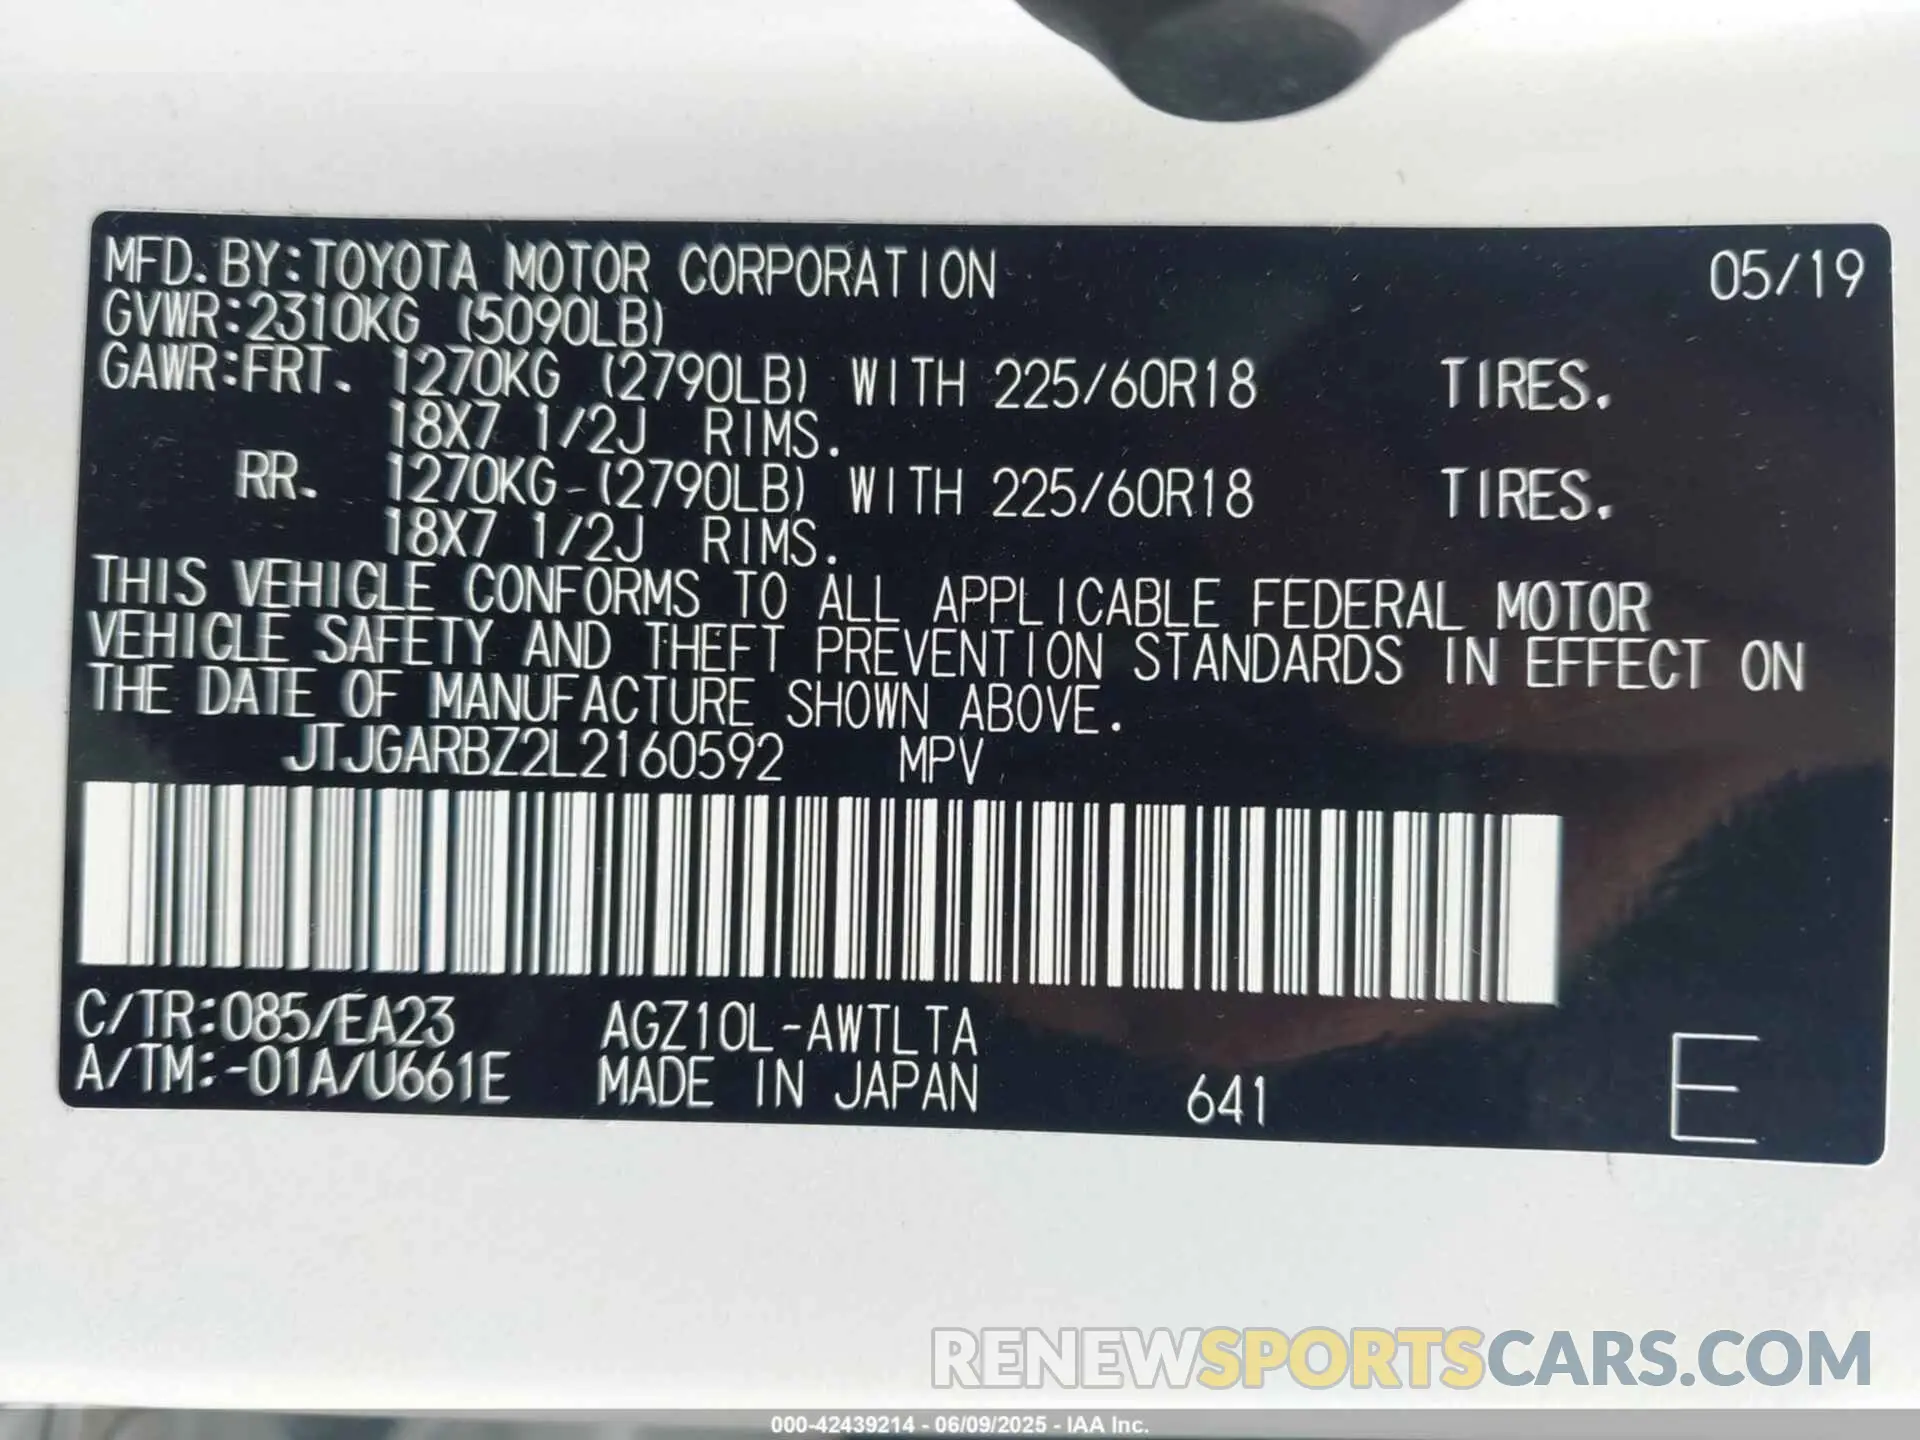 MFD. BY: TOYOTA MOTOR CORPORATION 05/19
GVWR: 2310KG (5090LB)
GAWR: FRT. 1270KG (2790LB) WITH 225/60R18 TIRES.
18X7 1/2J RIMS.
RR. 1270KG (2790LB) WITH 225/60R18 TIRES.
18X7 1/2J RIMS.
THIS VEHICLE CONFORMS TO ALL APPLICABLE FEDERAL MOTOR
VEHICLE SAFETY AND THEFT PREVENTION STANDARDS IN EFFECT ON
THE DATE OF MANUFACTURE SHOWN ABOVE.
JTJGARBZ2L2160592 MPV
C/TR: 085/EA23 AGZ10L-AWTLTA
A/TM: -01A/U661E MADE IN JAPAN 641 E
RENEWSPORTSCARS.COM
000-42439214 - 06/09/2025 - IAA Inc.